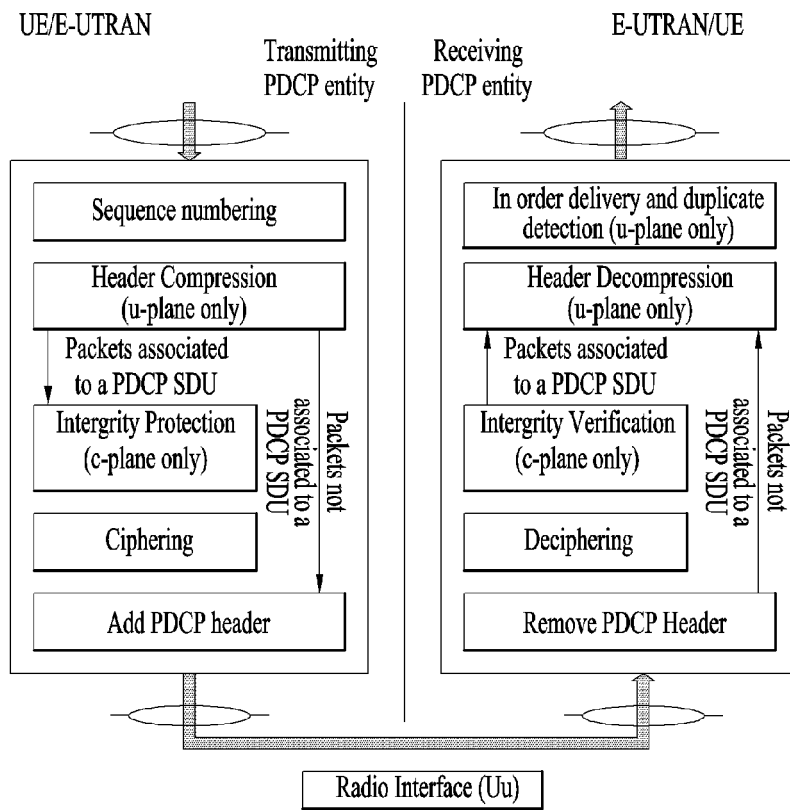 UE/E-UTRAN
E-UTRAN/UE
Transmitting
PDCP entity
Receiving
PDCP entity
Sequence numbering
Header Compression
(u-plane only)
Packets associated
to a PDCP SDU
Packets not
associated to a
PDCP SDU
Intergrity Protection
(c-plane only)
Ciphering
Add PDCP header
In order delivery and duplicate
detection (u-plane only)
Header Decompression
(u-plane only)
Packets associated
to a PDCP SDU
Packets not
associated to a
PDCP SDU
Intergrity Verification
(c-plane only)
Deciphering
Remove PDCP Header
Radio Interface (Uu)